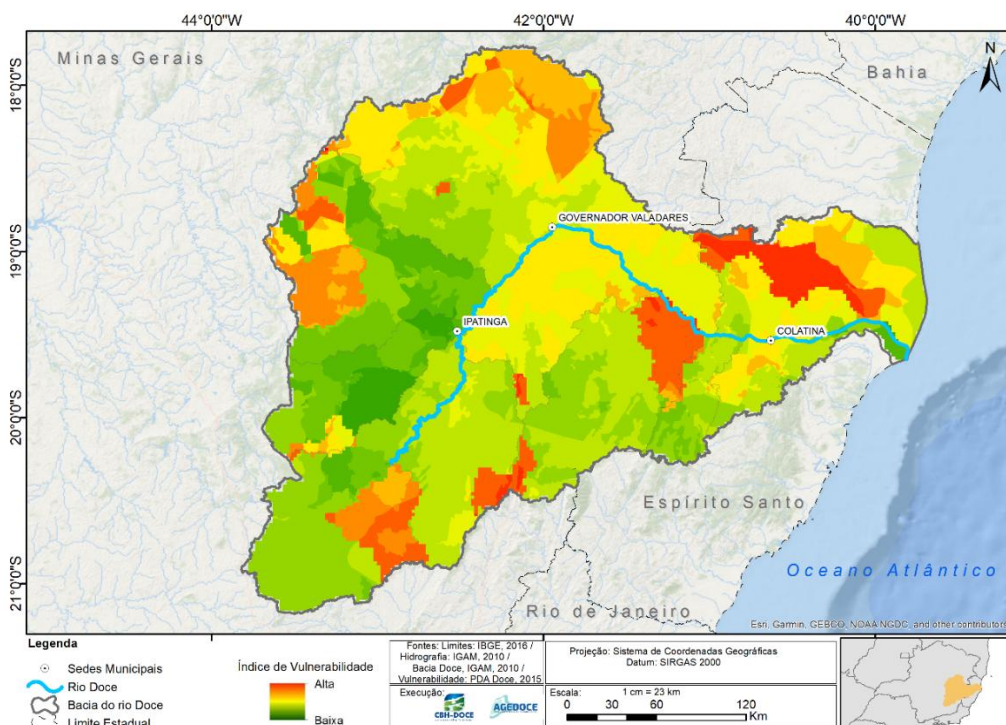 44°0'0"W 42°0'0"W 40°0'0"W
18°0'0"S
19°0'0"S
20°0'0"S
21°0'0"S
Minas Gerais
Bahia
N
GOVERNADOR VALADARES
IPATINGA
COLATINA
Espírito Santo
Oceano Atlântico
Rio de Janeiro
Esri, Garmin, GEBCO, NOAA NGDC, and other contributors
Legenda
Sedes Municipais
Rio Doce
Bacia do rio Doce
Limite Estadual
Índice de Vulnerabilidade
Alta
Baixa
Fontes: Limites: IBGE, 2016 /
Hidrografia: IGAM, 2010 /
Bacia Doce, IGAM, 2010 /
Vulnerabilidade: PDA Doce, 2015
Execução:
CBH-DOCE
AGEDOCE
Projeção: Sistema de Coordenadas Geográficas
Datum: SIRGAS 2000
Escala: 1 cm = 23 km
0 30 60 120
Km